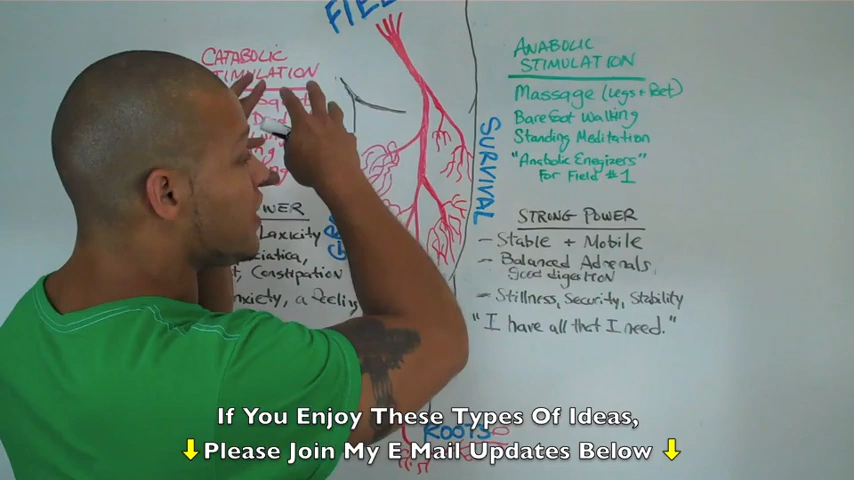 FIEL
CATABOLIC
STIMULATION
ANABOLIC
STIMULATION
Massage (Legs + Feet)
Barefoot Walking
Standing Meditation
"Anabolic Enegizers"
For Field #1
SURVIVAL
WER
STRONG POWER
Laxicity
- Stable + Mobile
iatica,
- Balanced Adrenals,
good digestion
Constipation
nxiety, a feeling
- Stillness, Security, Stability
"I have all that I need."
If You Enjoy These Types Of Ideas,
Please Join My E Mail Updates Below
ROOTS